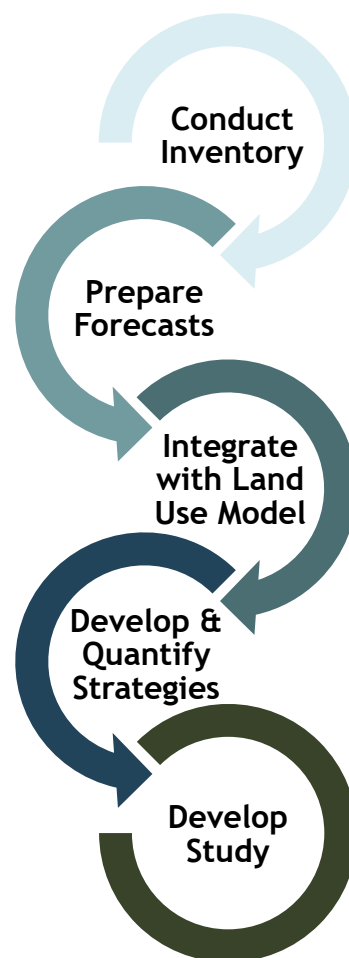 Conduct
Inventory
Prepare
Forecasts
Integrate
with Land
Use Model
Develop &
Quantify
Strategies
Develop
Study